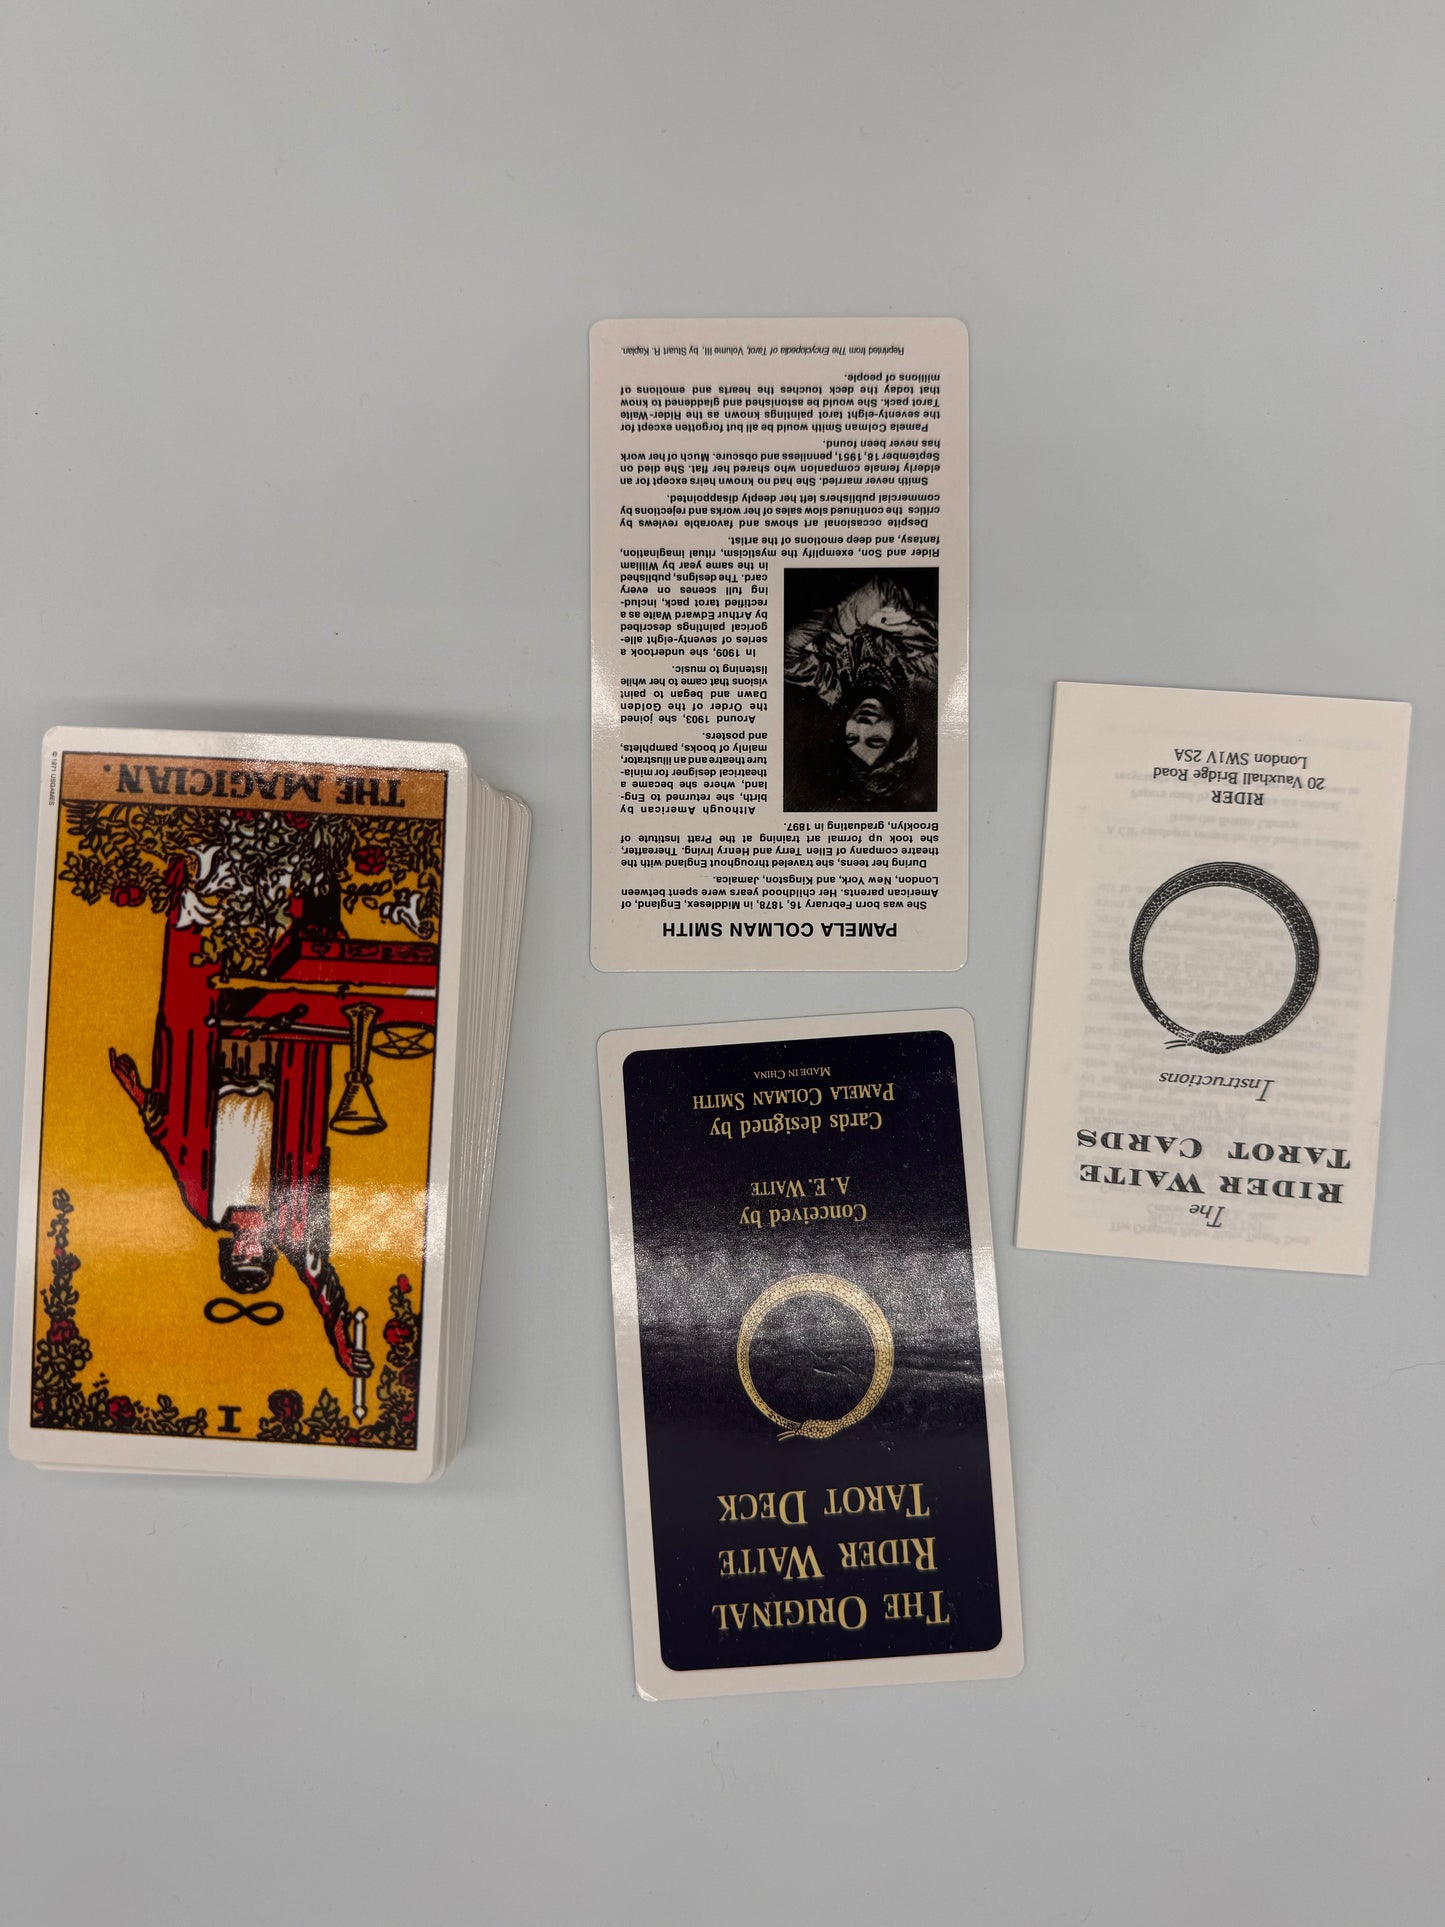 © 1971 USGAMES
THE MAGICIAN.
I
PAMELA COLMAN SMITH
She was born February 16, 1878, in Middlesex, England, of
American parents. Her childhood years were spent between
London, New York, and Kingston, Jamaica.
During her teens, she traveled throughout England with the
theatre company of Ellen Terry and Henry Irving. Thereafter,
she took up formal art training at the Pratt Institute of
Brooklyn, graduating in 1897.
Although American by
birth, she returned to Eng-
land, where she became a
theatrical designer for minia-
ture theatre and an illustrator,
mainly of books, pamphlets,
and posters.
Around 1903, she joined
the Order of the Golden
Dawn and began to paint
visions that came to her while
listening to music.
In 1909, she undertook a
series of seventy-eight alle-
gorical paintings described
by Arthur Edward Waite as a
rectified tarot pack, includ-
ing full scenes on every
card. The designs, published
in the same year by William
Rider and Son, exemplify the mysticism, ritual imagination,
fantasy, and deep emotions of the artist.
Despite occasional art shows and favorable reviews by
critics the continued slow sales of her works and rejections by
commercial publishers left her deeply disappointed.
Smith never married. She had no known heirs except for an
elderly female companion who shared her flat. She died on
September 18, 1951, penniless and obscure. Much of her work
has never been found.
Pamela Colman Smith would be all but forgotten except for
the seventy-eight tarot paintings known as the Rider-Waite
Tarot pack. She would be astonished and gladdened to know
that today the deck touches the hearts and emotions of
millions of people.
Reprinted from The Encyclopedia of Tarot, Volume III, by Stuart R. Kaplan.
THE ORIGINAL
RIDER WAITE
TAROT DECK
Conceived by
A. E. WAITE
Cards designed by
PAMELA COLMAN SMITH
MADE IN CHINA
The
RIDER WAITE
TAROT CARDS
Instructions
RIDER
20 Vauxhall Bridge Road
London SW1V 2SA